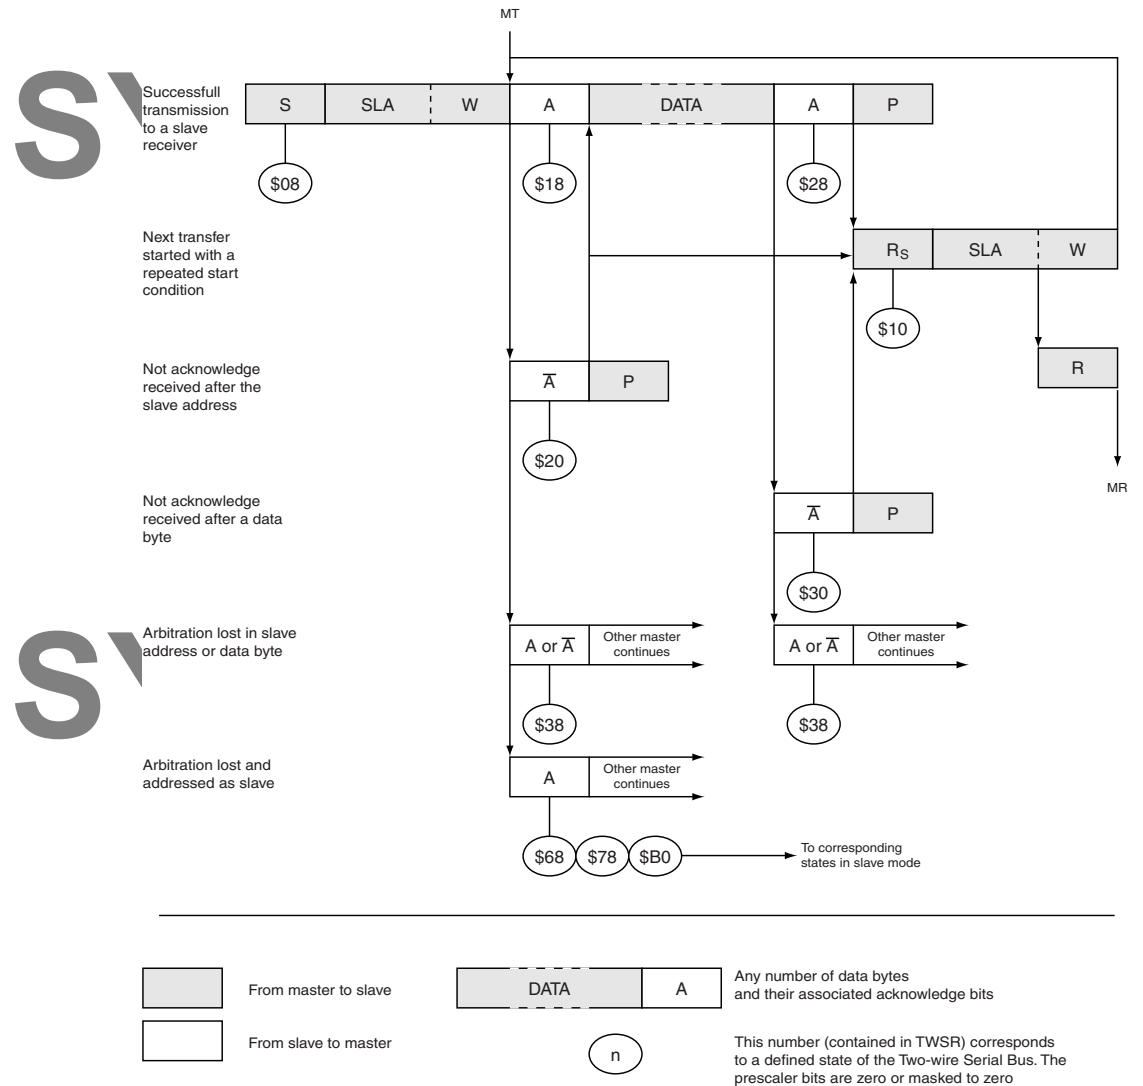 MT
Successfull
transmission
to a slave
receiver
S SLA W A DATA A P
$08 $18 $28
Next transfer
started with a
repeated start
condition
RS SLA W
$10
Not acknowledge
received after the
slave address
A̅ P
R
$20
MR
Not acknowledge
received after a data
byte
A̅ P
$30
Arbitration lost in slave
address or data byte
A or A̅
Other master
continues
A or A̅
Other master
continues
$38 $38
Arbitration lost and
addressed as slave
A
Other master
continues
$68 $78 $B0
To corresponding
states in slave mode
From master to slave
DATA A
Any number of data bytes
and their associated acknowledge bits
From slave to master
n
This number (contained in TWSR) corresponds
to a defined state of the Two-wire Serial Bus. The
prescaler bits are zero or masked to zero
S
S